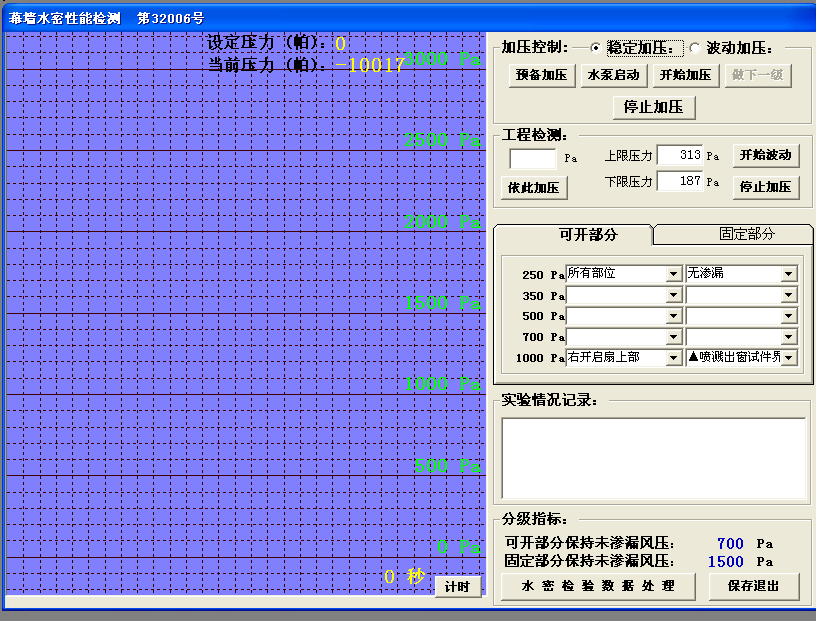 幕墙水密性能检测 第32006号
设定压力（帕）: 0
当前压力（帕）: -10017
3000 Pa
2500 Pa
2000 Pa
1500 Pa
1000 Pa
500 Pa
0 Pa
0 秒
计时
加压控制: 稳定加压: 波动加压:
预备加压 水泵启动 开始加压 做下一级
停止加压
工程检测:
Pa 上限压力 313 Pa 开始波动
依此加压 下限压力 187 Pa 停止加压
可开部分 固定部分
250 Pa 所有部位 无渗漏
350 Pa
500 Pa
700 Pa
1000 Pa 右开启扇上部 ▲喷溅出窗试件界
实验情况记录:
分级指标:
可开部分保持未渗漏风压: 700 Pa
固定部分保持未渗漏风压: 1500 Pa
水 密 检 验 数 据 处 理 保存退出